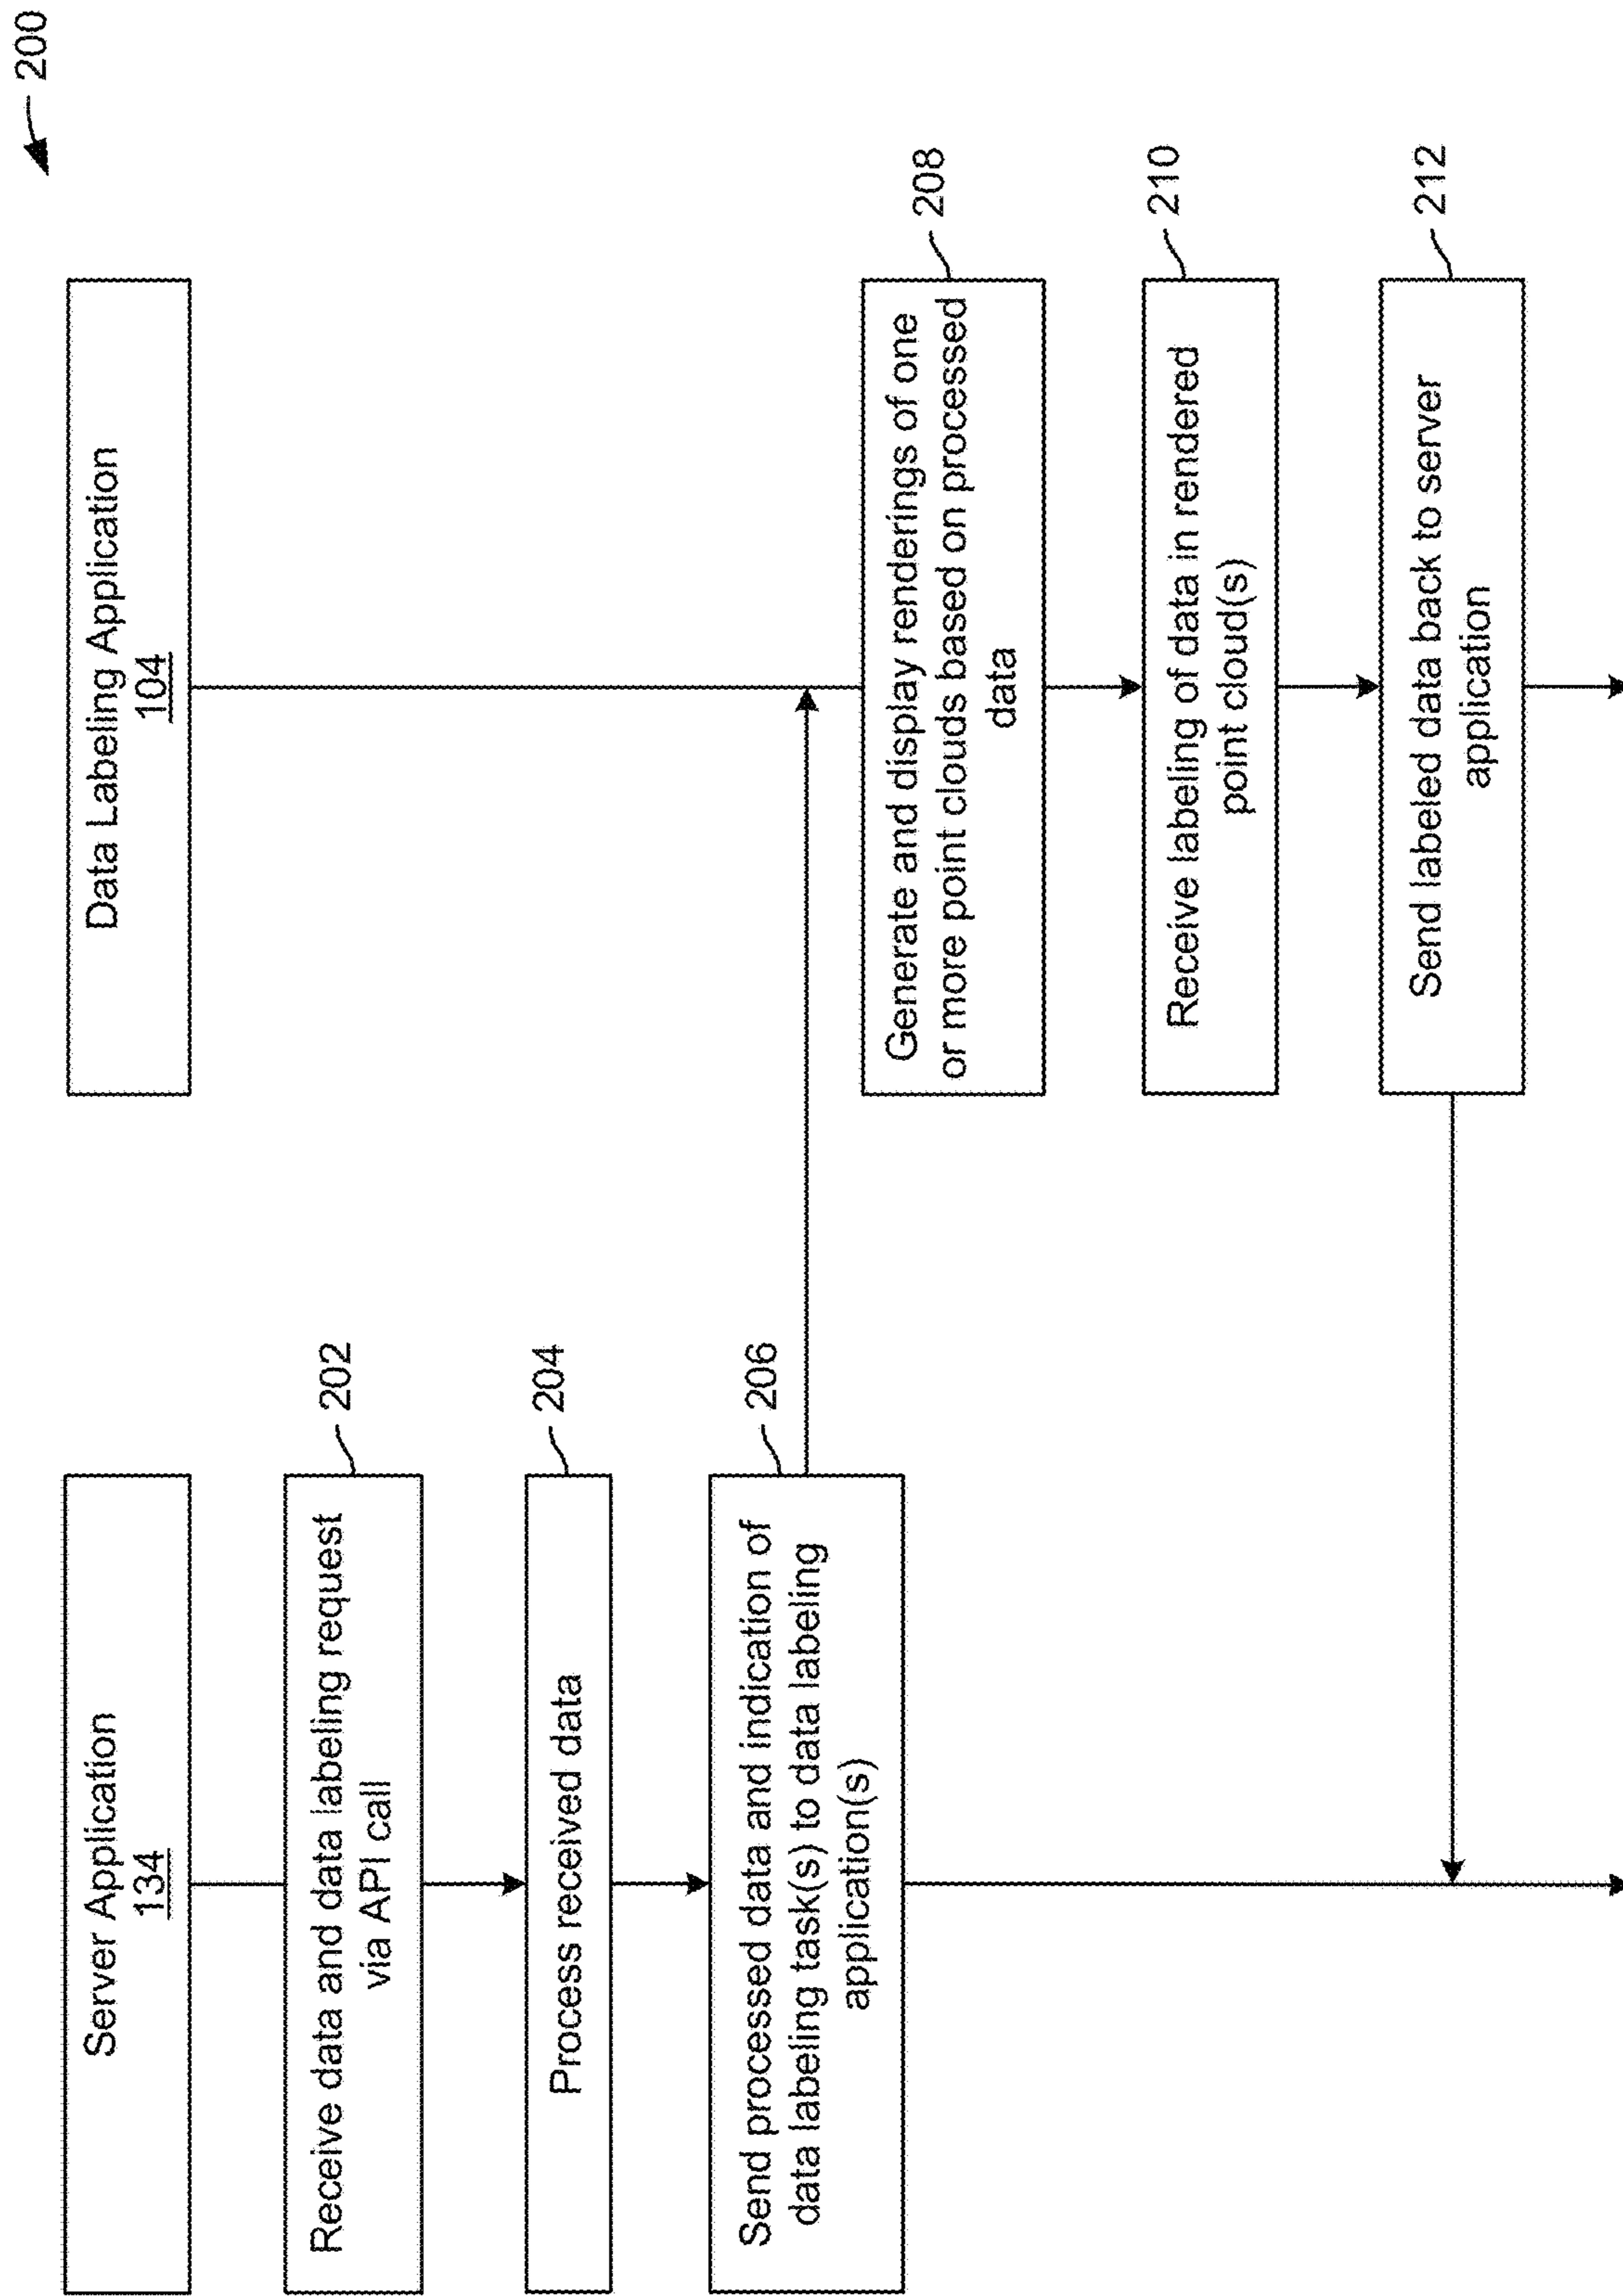 200
Server Application
134
Receive data and data labeling request
via API call
202
Process received data
204
Send processed data and indication of
data labeling task(s) to data labeling
application(s)
206
Data Labeling Application
104
Generate and display renderings of one
or more point clouds based on processed
data
208
Receive labeling of data in rendered
point cloud(s)
210
Send labeled data back to server
application
212